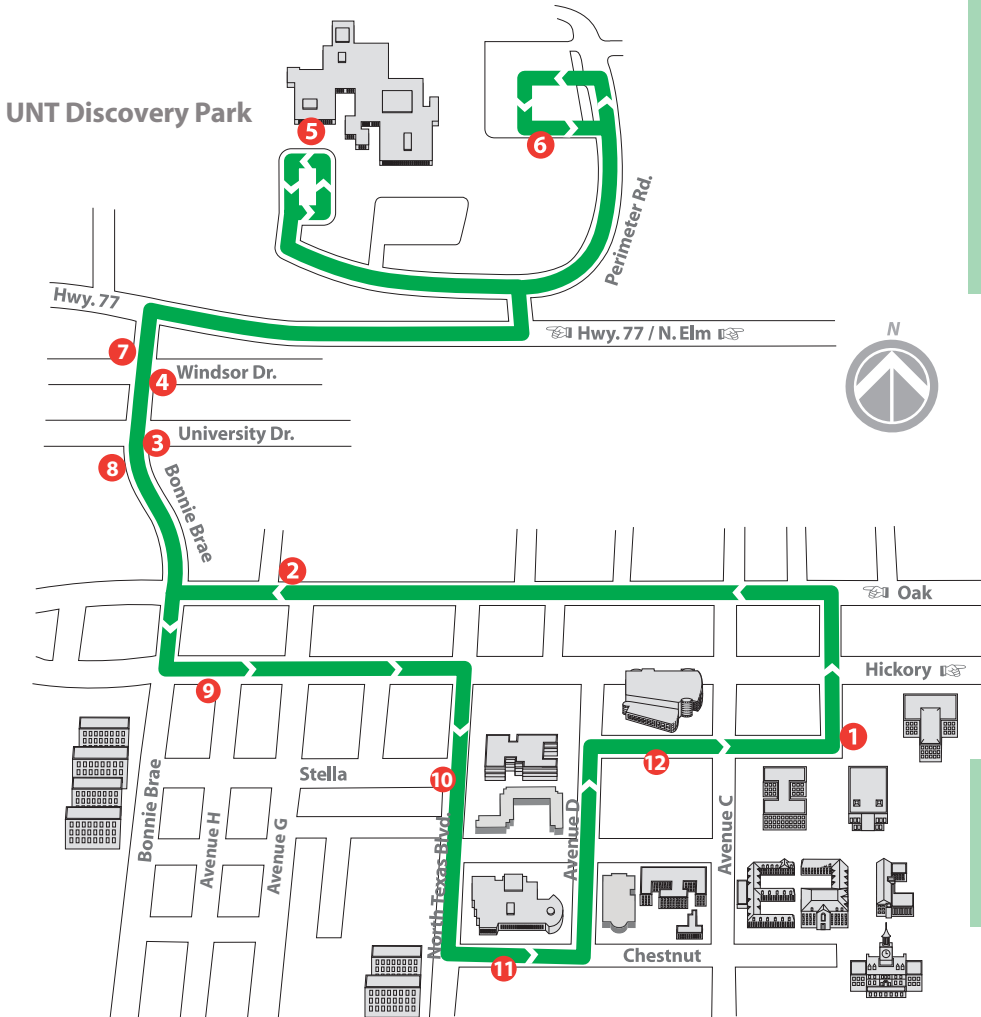 UNT Discovery Park
5
6
Perimeter Rd.
Hwy. 77
Hwy. 77 / N. Elm
N
7
4
Windsor Dr.
3
University Dr.
8
Bonnie Brae
2
Oak
Hickory
9
1
12
Stella
10
Bonnie Brae
Avenue H
Avenue G
North Texas Blvd.
Avenue D
Avenue C
11
Chestnut